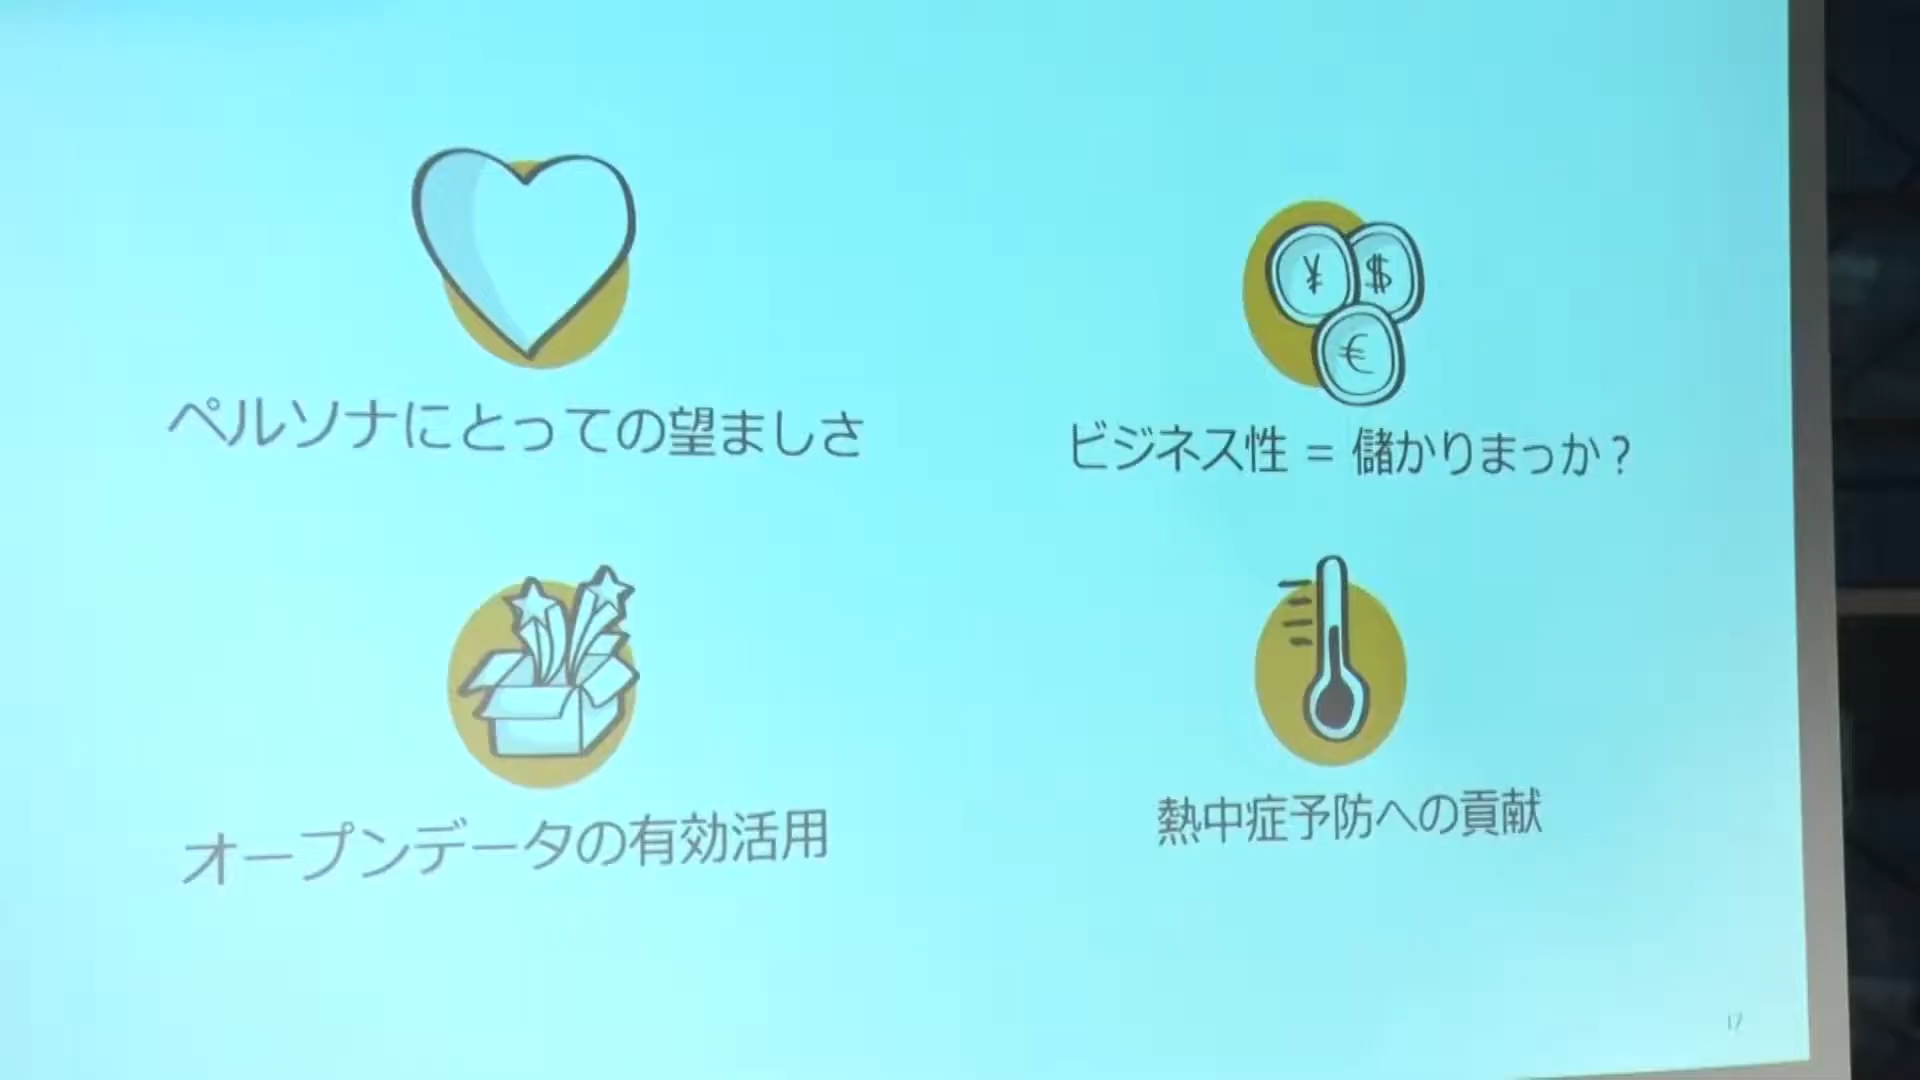 ペルソナにとっての望ましさ
ビジネス性 = 儲かりまっか?
¥
$
€
オープンデータの有効活用
熱中症予防への貢献
17